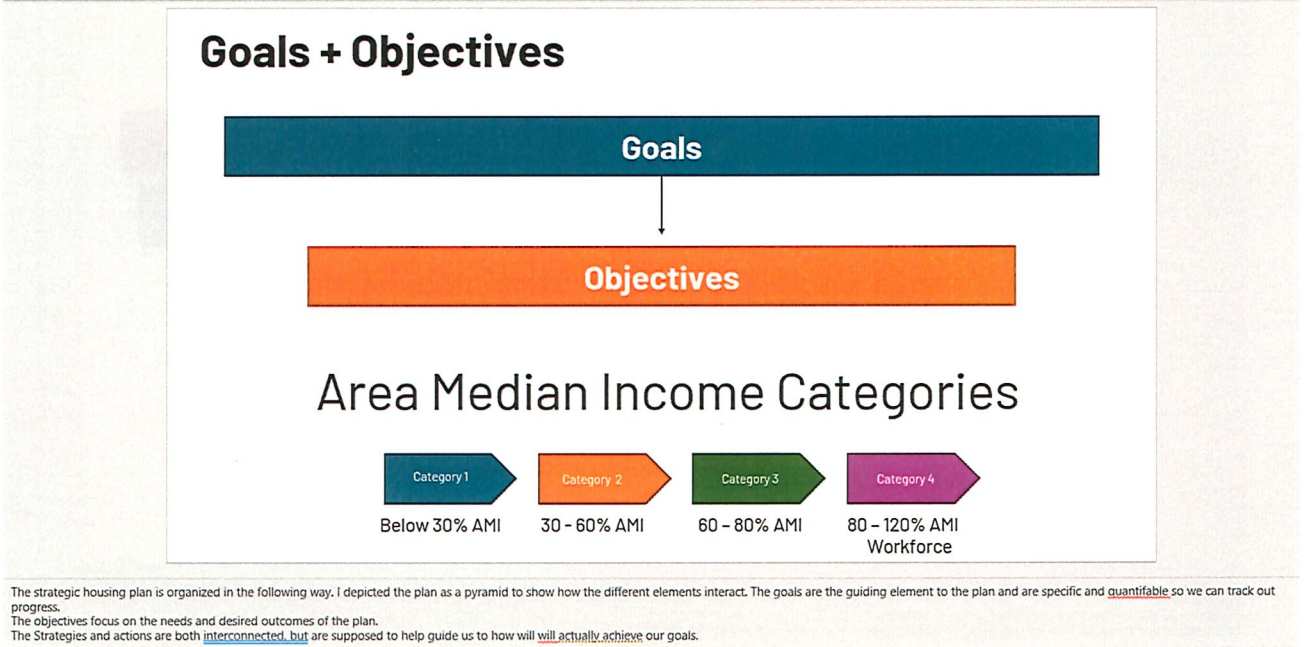 Goals + Objectives
Goals
Objectives
Area Median Income Categories
Category 1
Category 2
Category 3
Category 4
Below 30% AMI
30 - 60% AMI
60 - 80% AMI
80 – 120% AMI
Workforce
The strategic housing plan is organized in the following way. I depicted the plan as a pyramid to show how the different elements interact. The goals are the guiding element to the plan and are specific and quantifable so we can track out
progress.
The objectives focus on the needs and desired outcomes of the plan.
The Strategies and actions are both interconnected, but are supposed to help guide us to how will will actually achieve our goals.